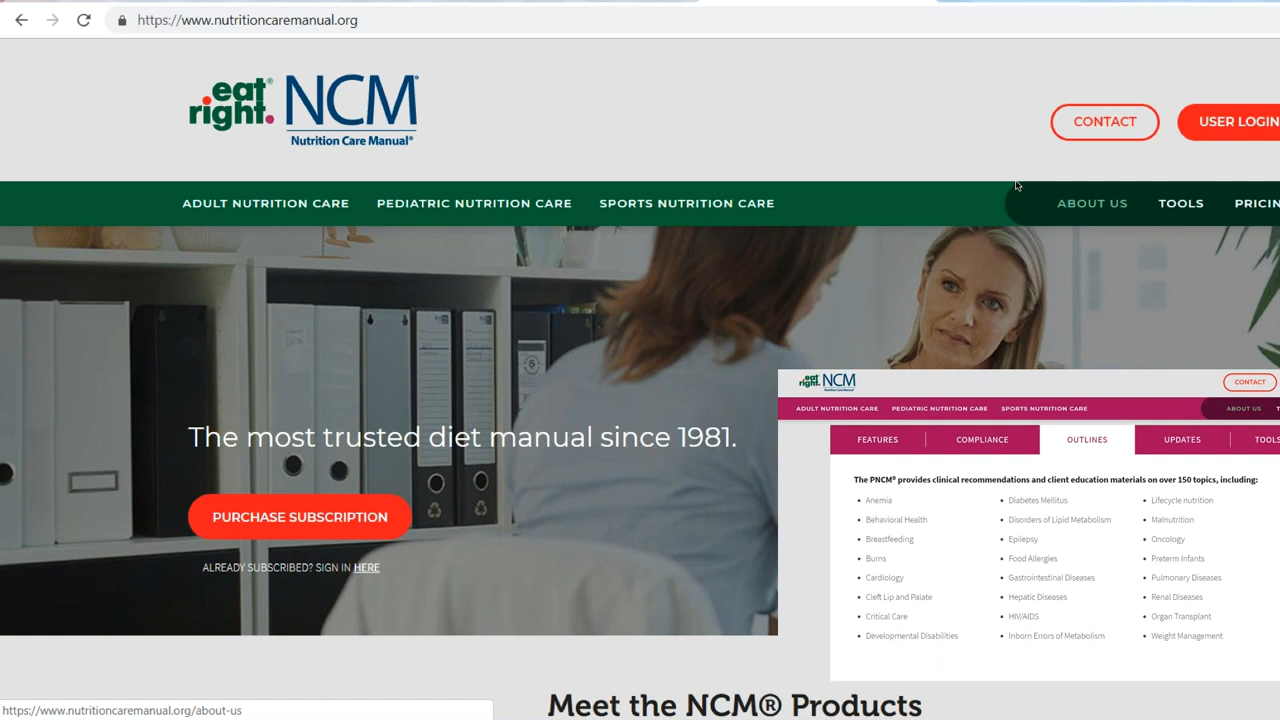 https://www.nutritioncaremanual.org
eat® right. NCM®
Nutrition Care Manual®
CONTACT
USER LOGIN
ADULT NUTRITION CARE PEDIATRIC NUTRITION CARE SPORTS NUTRITION CARE
ABOUT US TOOLS
The most trusted diet manual since 1981.
PURCHASE SUBSCRIPTION
ALREADY SUBSCRIBED? SIGN IN HERE
eat right. NCM
Nutrition Care Manual
CONTACT
ADULT NUTRITION CARE PEDIATRIC NUTRITION CARE SPORTS NUTRITION CARE
ABOUT US
FEATURES COMPLIANCE OUTLINES UPDATES TOOLS
The PNCM® provides clinical recommendations and client education materials on over 150 topics, including:
• Anemia
• Behavioral Health
• Breastfeeding
• Burns
• Cardiology
• Cleft Lip and Palate
• Critical Care
• Developmental Disabilities
• Diabetes Mellitus
• Disorders of Lipid Metabolism
• Epilepsy
• Food Allergies
• Gastrointestinal Diseases
• Hepatic Diseases
• HIV/AIDS
• Inborn Errors of Metabolism
• Lifecycle nutrition
• Malnutrition
• Oncology
• Preterm Infants
• Pulmonary Diseases
• Renal Diseases
• Organ Transplant
• Weight Management
Meet the NCM® Products
https://www.nutritioncaremanual.org/about-us